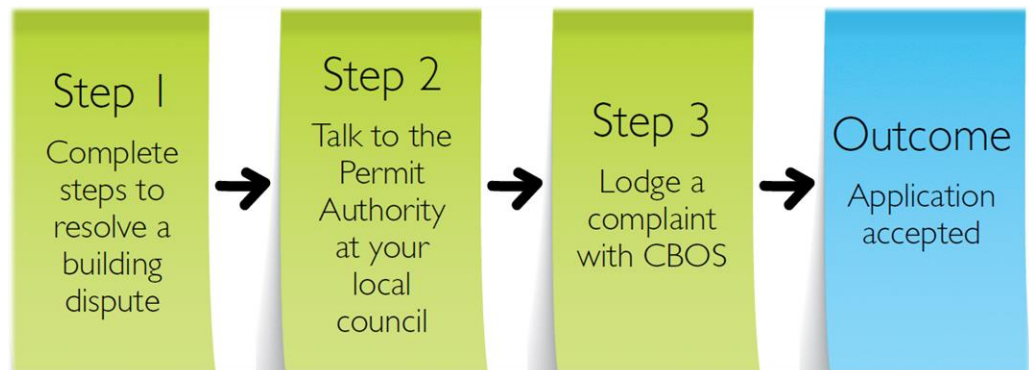 Step 1
Complete
steps to
resolve a
building
dispute
Step 2
Talk to the
Permit
Authority
at your
local
council
Step 3
Lodge a
complaint
with CBOS
Outcome
Application
accepted